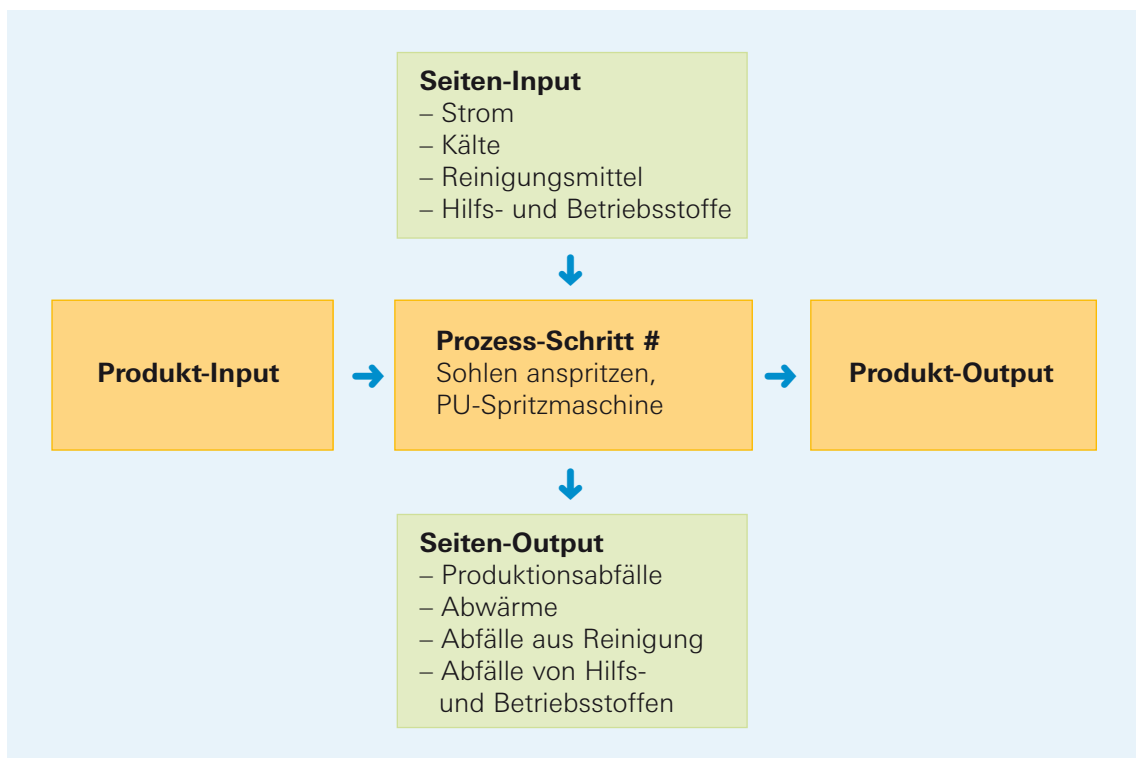 Seiten-Input
– Strom
– Kälte
– Reinigungsmittel
– Hilfs- und Betriebsstoffe
Produkt-Input
Prozess-Schritt #
Sohlen anspritzen,
PU-Spritzmaschine
Produkt-Output
Seiten-Output
– Produktionsabfälle
– Abwärme
– Abfälle aus Reinigung
– Abfälle von Hilfs-
und Betriebsstoffen